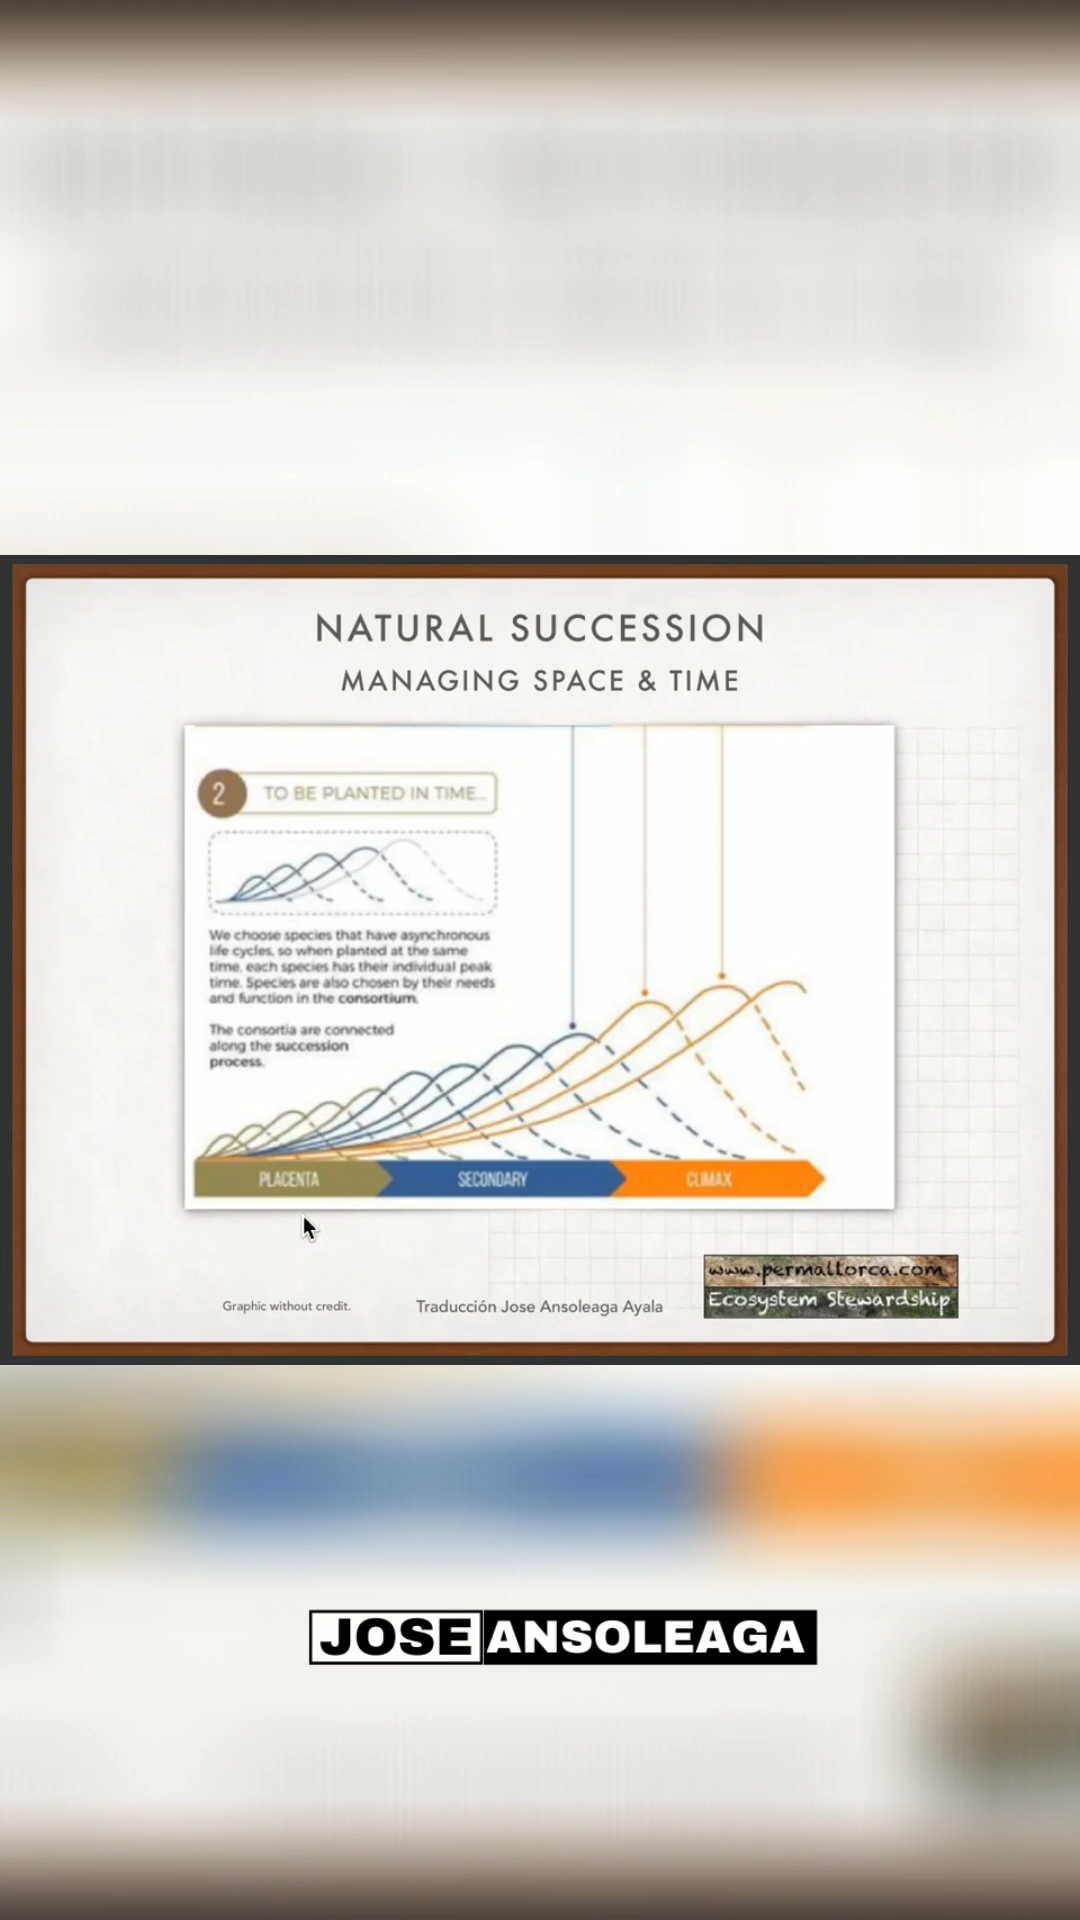 NATURAL SUCCESSION
MANAGING SPACE & TIME
2 TO BE PLANTED IN TIME...
We choose species that have asynchronous
life cycles, so when planted at the same
time, each species has their individual peak
time. Species are also chosen by their needs
and function in the consortium.
The consortia are connected
along the succession
process.
PLACENTA SECONDARY CLIMAX
www.permallorca.com
Ecosystem Stewardship
Graphic without credit. Traducción Jose Ansoleaga Ayala
JOSE ANSOLEAGA